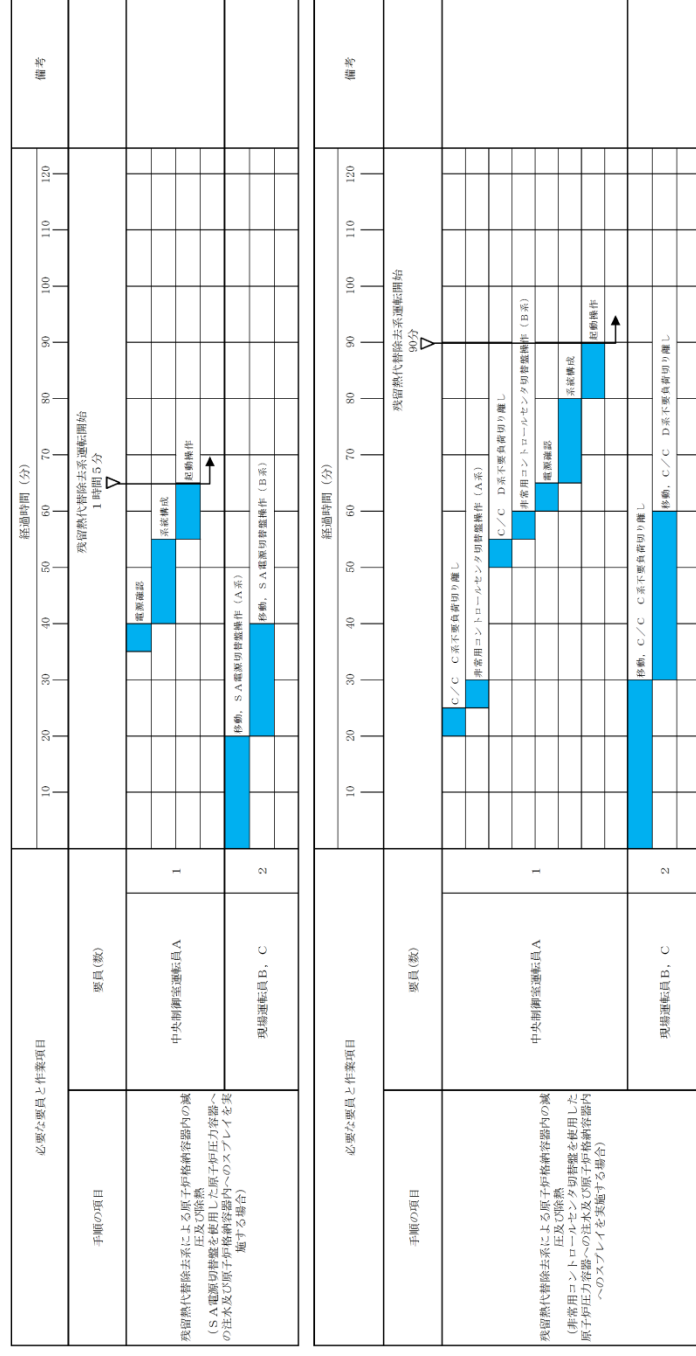 必要な要員と作業項目
経過時間（分）
備考
10 20 30 40 50 60 70 80 90 100 110 120
手順の項目
要員(数)
残留熱代替除去系運転開始
1時間5分
残留熱代替除去系による原子炉格納容器内の減
圧及び除熱
（ＳＡ電源切替盤を使用した原子炉圧力容器へ
の注水及び原子炉格納容器内へのスプレイを実
施する場合）
中央制御室運転員Ａ
1
電源確認
系統構成
起動操作
現場運転員Ｂ，Ｃ
2
移動，ＳＡ電源切替盤操作（Ａ系）
移動，ＳＡ電源切替盤操作（Ｂ系）
必要な要員と作業項目
経過時間（分）
備考
10 20 30 40 50 60 70 80 90 100 110 120
手順の項目
要員(数)
残留熱代替除去系運転開始
90分
残留熱代替除去系による原子炉格納容器内の減
圧及び除熱
（非常用コントロールセンタ切替盤を使用した
原子炉圧力容器への注水及び原子炉格納容器内
へのスプレイを実施する場合）
中央制御室運転員Ａ
1
Ｃ／Ｃ　Ｃ系不要負荷切り離し
非常用コントロールセンタ切替盤操作（Ａ系）
Ｃ／Ｃ　Ｄ系不要負荷切り離し
非常用コントロールセンタ切替盤操作（Ｂ系）
電源確認
系統構成
起動操作
現場運転員Ｂ，Ｃ
2
移動，Ｃ／Ｃ　Ｃ系不要負荷切り離し
移動，Ｃ／Ｃ　Ｄ系不要負荷切り離し